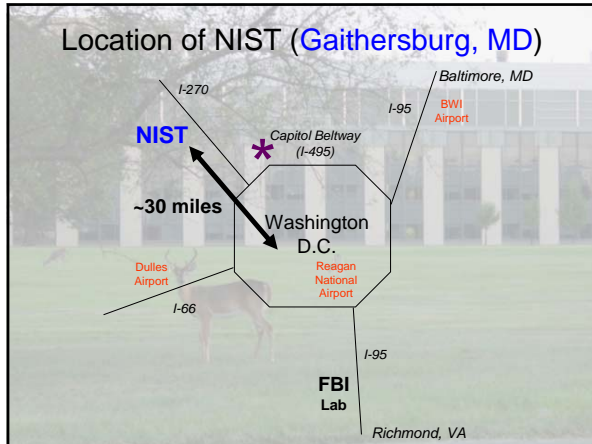 Location of NIST (Gaithersburg, MD)
Baltimore, MD
I-270
I-95
BWI
Airport
NIST
*
Capitol Beltway
(I-495)
~30 miles
Washington
D.C.
Dulles
Airport
Reagan
National
Airport
I-66
I-95
FBI
Lab
Richmond, VA